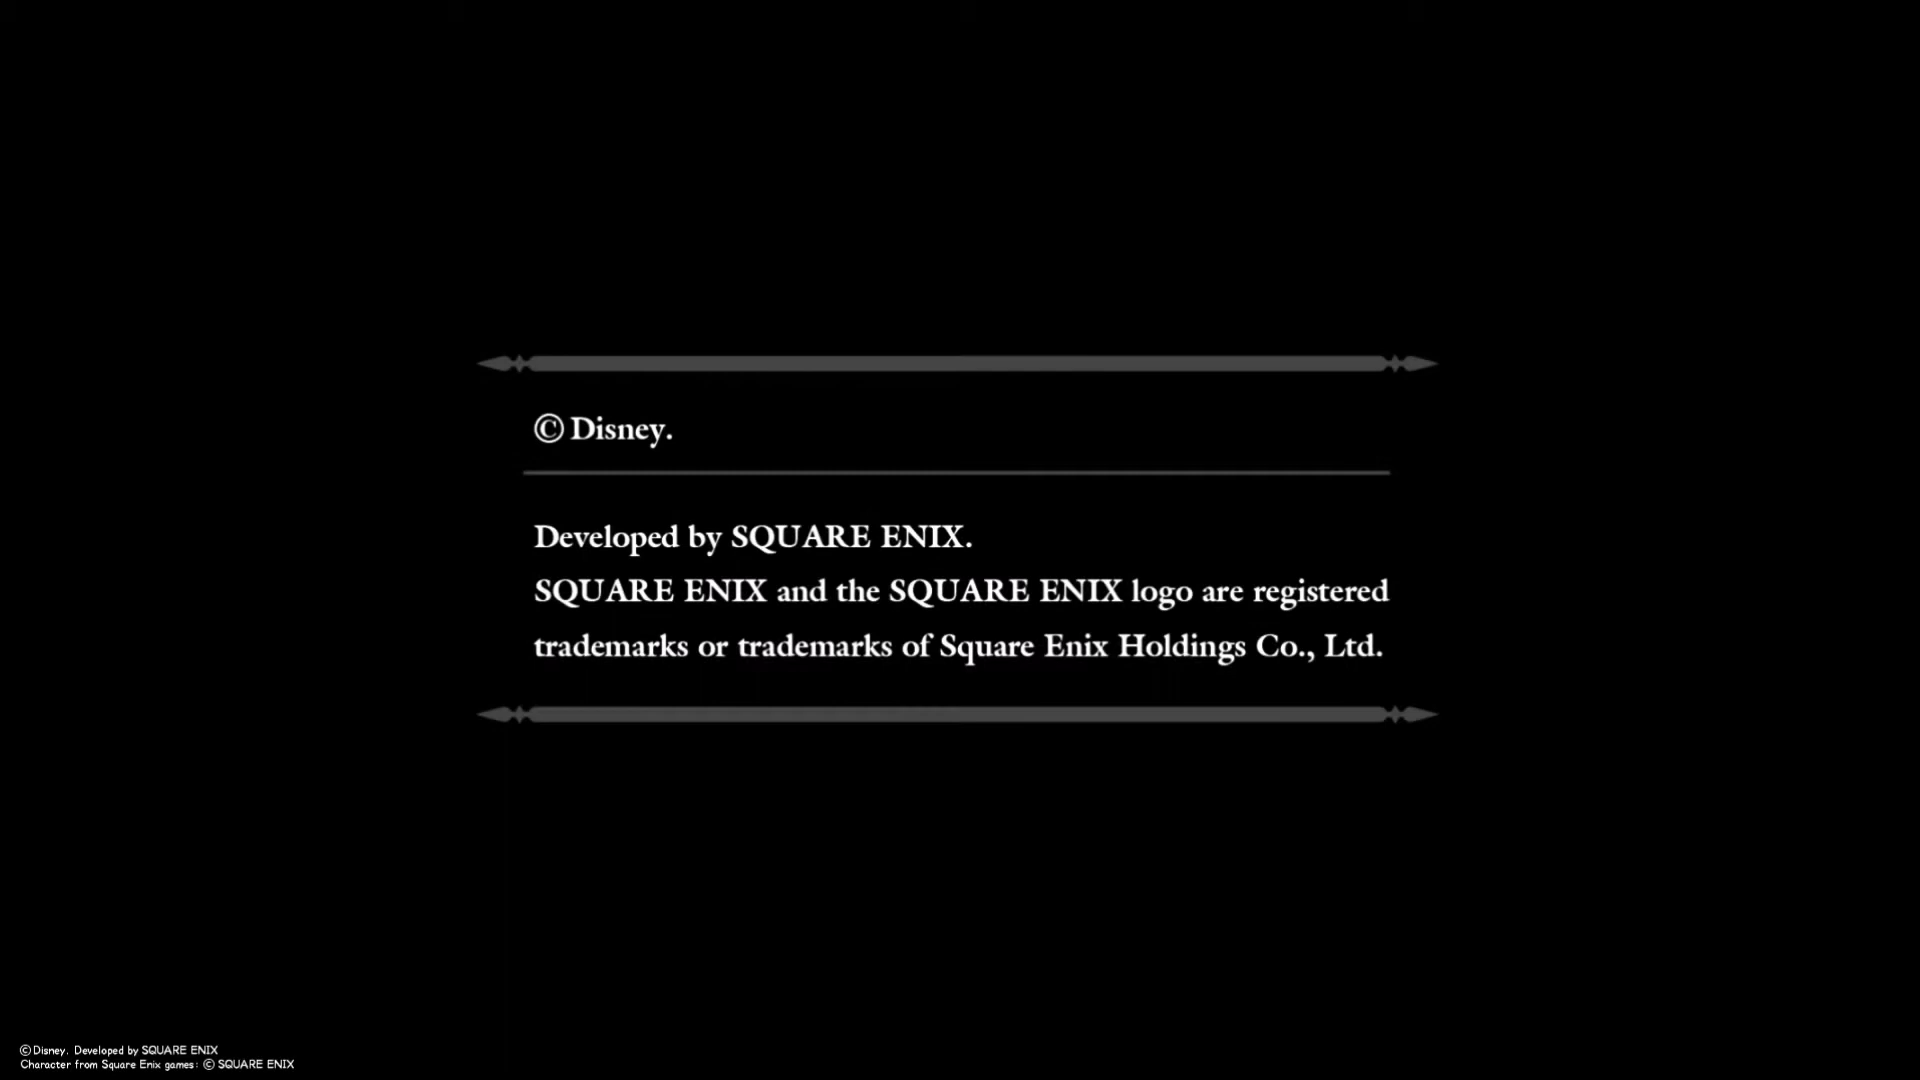 © Disney.
Developed by SQUARE ENIX.
SQUARE ENIX and the SQUARE ENIX logo are registered
trademarks or trademarks of Square Enix Holdings Co., Ltd.
© Disney. Developed by SQUARE ENIX
Character from Square Enix games: © SQUARE ENIX